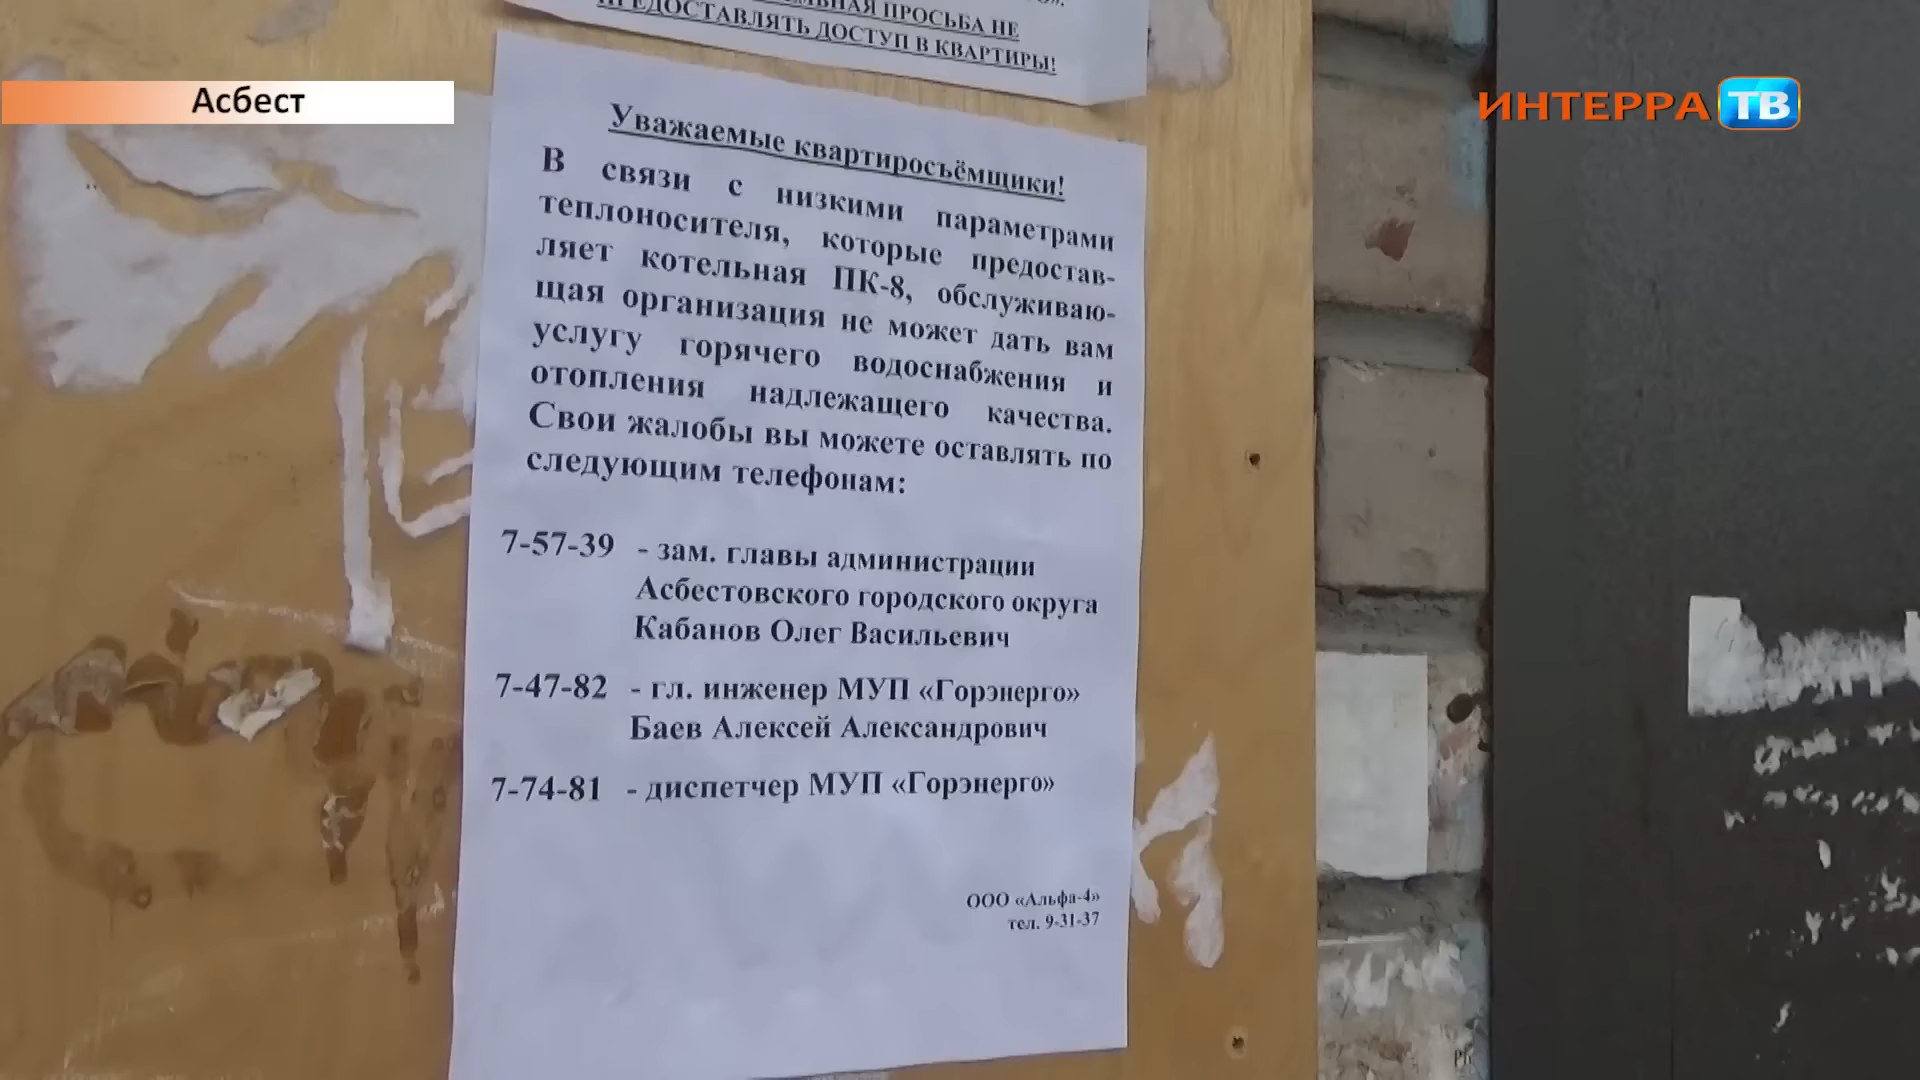 ПРОСЬБА НЕ
ПРЕДОСТАВЛЯТЬ ДОСТУП В КВАРТИРЫ!
Асбест
ИНТЕРРА ТВ
Уважаемые квартиросъёмщики!
В связи с низкими параметрами
теплоносителя, которые предостав-
ляет котельная ПК-8, обслуживаю-
щая организация не может дать вам
услугу горячего водоснабжения и
отопления надлежащего качества.
Свои жалобы вы можете оставлять по
следующим телефонам:
7-57-39 - зам. главы администрации
Асбестовского городского округа
Кабанов Олег Васильевич
7-47-82 - гл. инженер МУП «Горэнерго»
Баев Алексей Александрович
7-74-81 - диспетчер МУП «Горэнерго»
ООО «Альфа-4»
тел. 9-31-37